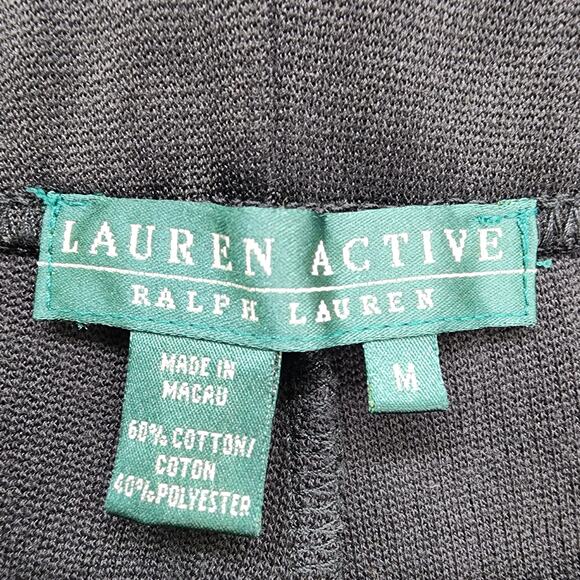 LAUREN ACTIVE
RALPH LAUREN
MADE IN
MACAU
60% COTTON/
COTON
40% POLYESTER
M